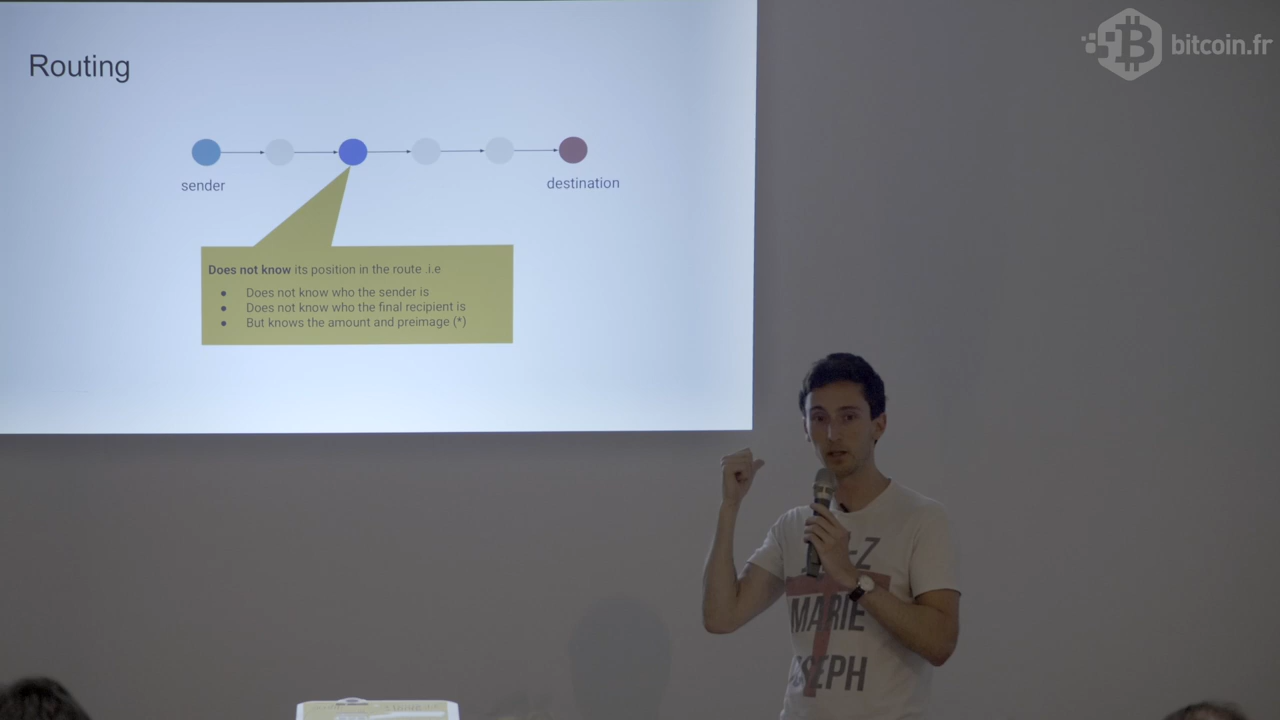 bitcoin.fr
Routing
sender
destination
Does not know its position in the route .i.e
● Does not know who the sender is
● Does not know who the final recipient is
● But knows the amount and preimage (*)
MARIE